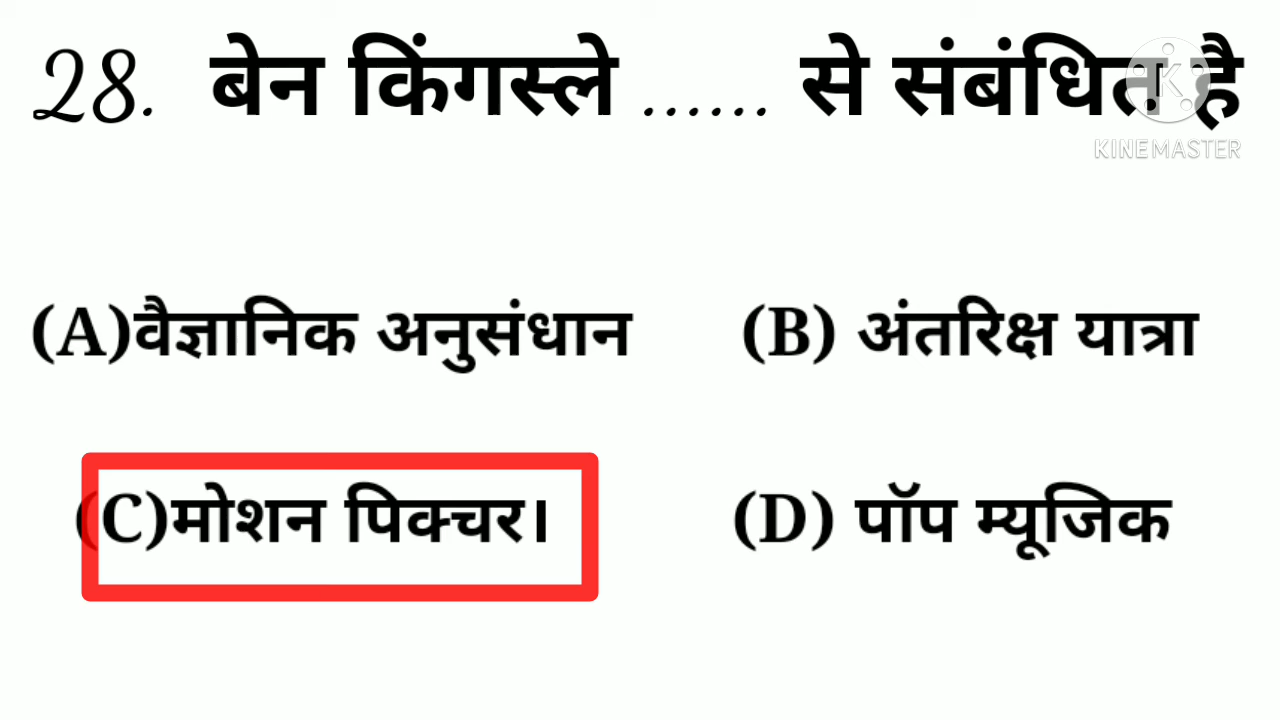 28. बेन किंगस्ले ...... से संबंधित है
KINEMASTER
(A)वैज्ञानिक अनुसंधान (B) अंतरिक्ष यात्रा
(C)मोशन पिक्चर। (D) पॉप म्यूजिक